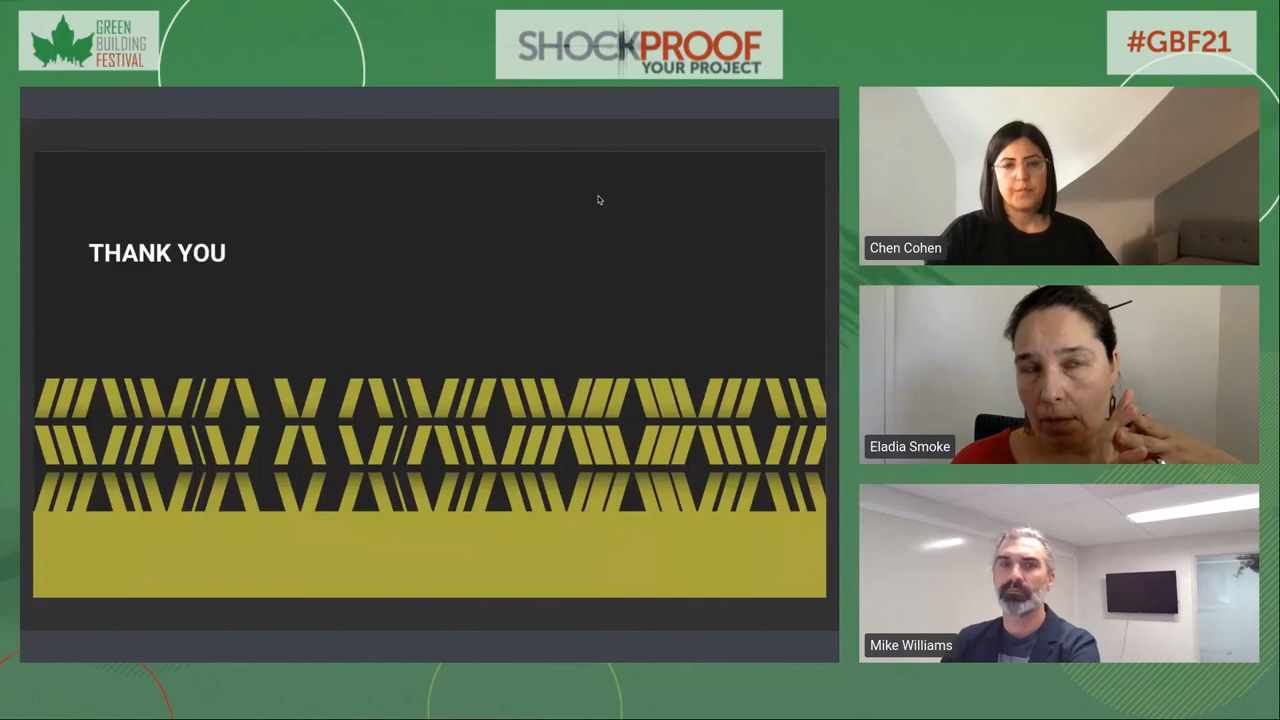 GREEN
BUILDING
FESTIVAL
SHOCKPROOF
YOUR PROJECT
#GBF21
THANK YOU
Chen Cohen
Eladia Smoke
Mike Williams